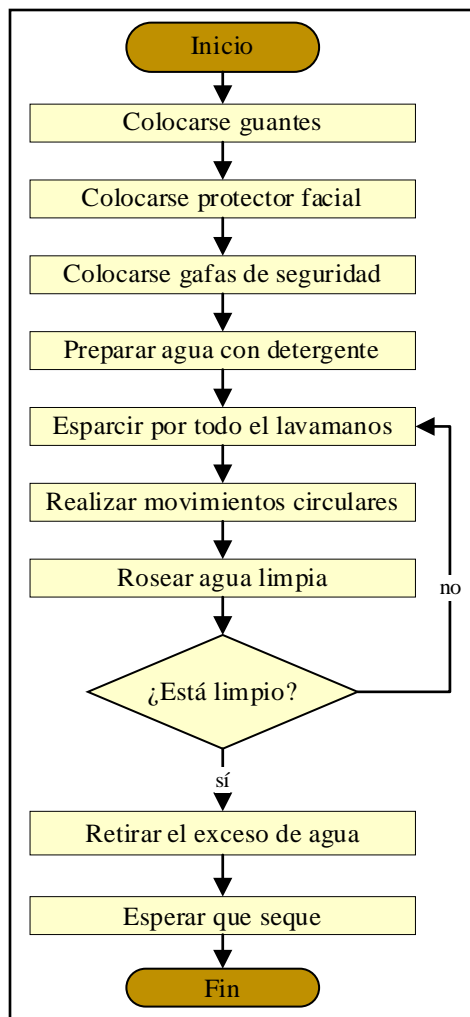 Inicio
Colocarse guantes
Colocarse protector facial
Colocarse gafas de seguridad
Preparar agua con detergente
Esparcir por todo el lavamanos
Realizar movimientos circulares
Rosear agua limpia
no
¿Está limpio?
sí
Retirar el exceso de agua
Esperar que seque
Fin